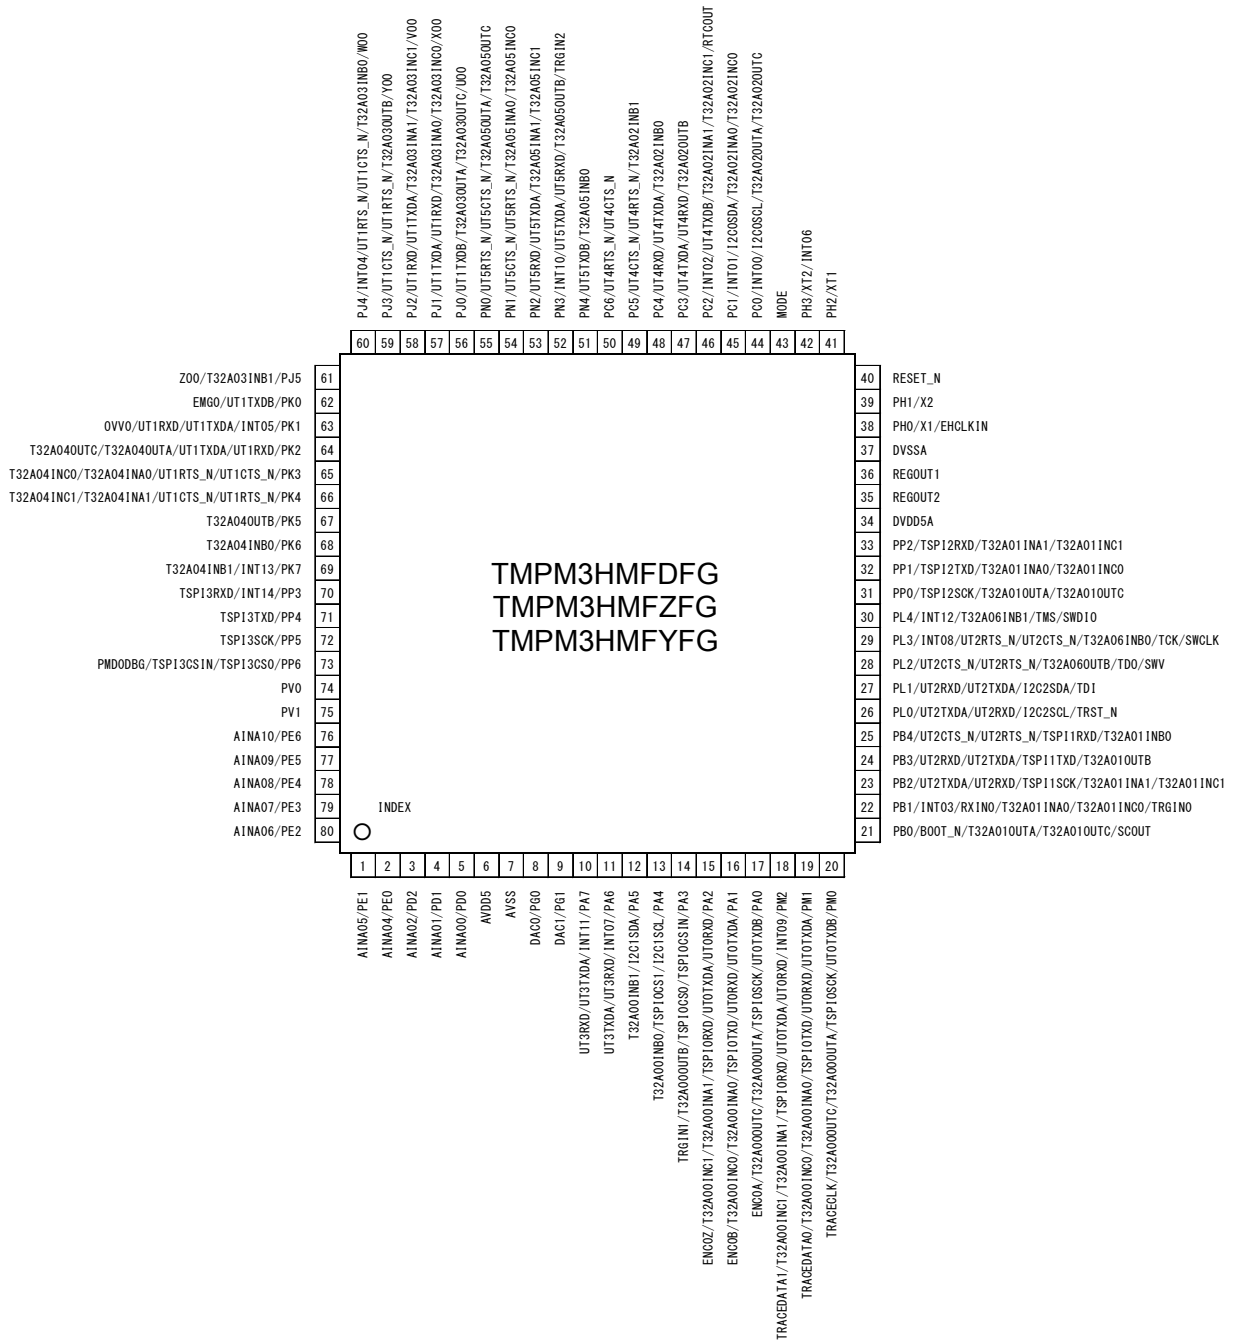 PJ4/INT04/UT1RTS_N/UT1CTS_N/T32A03INB0/WO0
PJ3/UT1CTS_N/UT1RTS_N/T32A03OUTB/YO0
PJ2/UT1RXD/UT1TXDA/T32A03INA1/T32A03INC1/VO0
PJ1/UT1TXDA/UT1RXD/T32A03INA0/T32A03INC0/XO0
PJ0/UT1TXDB/T32A03OUTA/T32A03OUTC/UO0
PN0/UT5RTS_N/UT5CTS_N/T32A05OUTA/T32A05OUTC
PN1/UT5CTS_N/UT5RTS_N/T32A05INA0/T32A05INC0
PN2/UT5RXD/UT5TXDA/T32A05INA1/T32A05INC1
PN3/INT10/UT5TXDA/UT5RXD/T32A05OUTB/TRGIN2
PN4/UT5TXDB/T32A05INB0
PC6/UT4RTS_N/UT4CTS_N
PC5/UT4CTS_N/UT4RTS_N/T32A02INB1
PC4/UT4RXD/UT4TXDA/T32A02INB0
PC3/UT4TXDA/UT4RXD/T32A02OUTB
PC2/INT02/UT4TXDB/T32A02INA1/T32A02INC1/RTCOUT
PC1/INT01/I2C0SDA/T32A02INA0/T32A02INC0
PC0/INT00/I2C0SCL/T32A02OUTA/T32A02OUTC
MODE
PH3/XT2/INT06
PH2/XT1
60 59 58 57 56 55 54 53 52 51 50 49 48 47 46 45 44 43 42 41
ZO0/T32A03INB1/PJ5 61
EMG0/UT1TXDB/PK0 62
OVV0/UT1RXD/UT1TXDA/INT05/PK1 63
T32A04OUTC/T32A04OUTA/UT1TXDA/UT1RXD/PK2 64
T32A04INC0/T32A04INA0/UT1RTS_N/UT1CTS_N/PK3 65
T32A04INC1/T32A04INA1/UT1CTS_N/UT1RTS_N/PK4 66
T32A04OUTB/PK5 67
T32A04INB0/PK6 68
T32A04INB1/INT13/PK7 69
TSPI3RXD/INT14/PP3 70
TSPI3TXD/PP4 71
TSPI3SCK/PP5 72
PMD0DBG/TSPI3CSIN/TSPI3CS0/PP6 73
PV0 74
PV1 75
AINA10/PE6 76
AINA09/PE5 77
AINA08/PE4 78
AINA07/PE3 79
AINA06/PE2 80
TMPM3HMFDFG
TMPM3HMFZFG
TMPM3HMFYFG
INDEX
40 RESET_N
39 PH1/X2
38 PH0/X1/EHCLKIN
37 DVSSA
36 REGOUT1
35 REGOUT2
34 DVDD5A
33 PP2/TSPI2RXD/T32A01INA1/T32A01INC1
32 PP1/TSPI2TXD/T32A01INA0/T32A01INC0
31 PP0/TSPI2SCK/T32A01OUTA/T32A01OUTC
30 PL4/INT12/T32A06INB1/TMS/SWDIO
29 PL3/INT08/UT2RTS_N/UT2CTS_N/T32A06INB0/TCK/SWCLK
28 PL2/UT2CTS_N/UT2RTS_N/T32A06OUTB/TDO/SWV
27 PL1/UT2RXD/UT2TXDA/I2C2SDA/TDI
26 PL0/UT2TXDA/UT2RXD/I2C2SCL/TRST_N
25 PB4/UT2CTS_N/UT2RTS_N/TSPI1RXD/T32A01INB0
24 PB3/UT2RXD/UT2TXDA/TSPI1TXD/T32A01OUTB
23 PB2/UT2TXDA/UT2RXD/TSPI1SCK/T32A01INA1/T32A01INC1
22 PB1/INT03/RXIN0/T32A01INA0/T32A01INC0/TRGIN0
21 PB0/BOOT_N/T32A01OUTA/T32A01OUTC/SCOUT
1 2 3 4 5 6 7 8 9 10 11 12 13 14 15 16 17 18 19 20
AINA05/PE1
AINA04/PE0
AINA02/PD2
AINA01/PD1
AINA00/PD0
AVDD5
AVSS
DAC0/PG0
DAC1/PG1
UT3RXD/UT3TXDA/INT11/PA7
UT3TXDA/UT3RXD/INT07/PA6
T32A00INB1/I2C1SDA/PA5
T32A00INB0/TSPI0CS1/I2C1SCL/PA4
TRGIN1/T32A00OUTB/TSPI0CS0/TSPI0CSIN/PA3
ENC0Z/T32A00INC1/T32A00INA1/TSPI0RXD/UT0TXDA/UT0RXD/PA2
ENC0B/T32A00INC0/T32A00INA0/TSPI0TXD/UT0RXD/UT0TXDA/PA1
ENC0A/T32A00OUTC/T32A00OUTA/TSPI0SCK/UT0TXDB/PA0
TRACEDATA1/T32A00INC1/T32A00INA1/TSPI0RXD/UT0TXDA/UT0RXD/INT09/PM2
TRACEDATA0/T32A00INC0/T32A00INA0/TSPI0TXD/UT0RXD/UT0TXDA/PM1
TRACECLK/T32A00OUTC/T32A00OUTA/TSPI0SCK/UT0TXDB/PM0